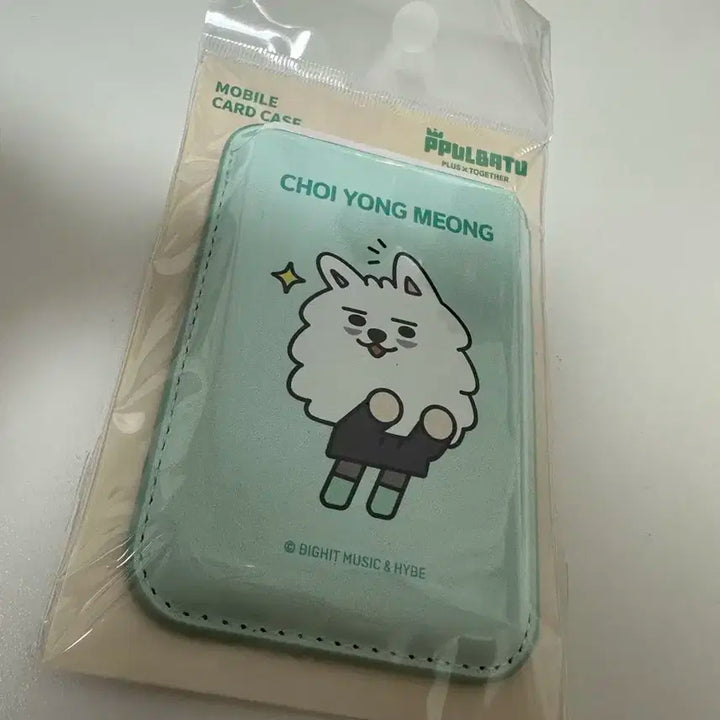 MOBILE
CARD CASE
PPULBATU
PLUS X TOGETHER
CHOI YONG MEONG
© BIGHIT MUSIC & HYBE